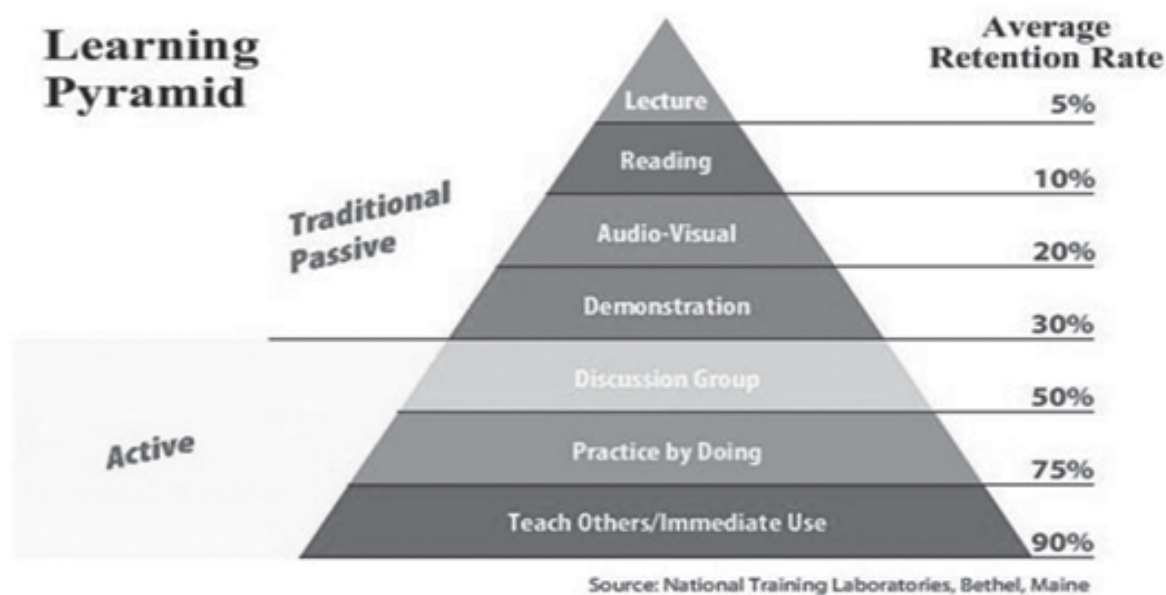 Learning
Pyramid
Average
Retention Rate
Lecture
5%
Reading
10%
Traditional
Passive
Audio-Visual
20%
Demonstration
30%
Discussion Group
50%
Active
Practice by Doing
75%
Teach Others/Immediate Use
90%
Source: National Training Laboratories, Bethel, Maine